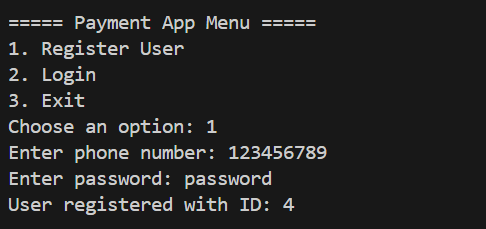 ===== Payment App Menu =====
1. Register User
2. Login
3. Exit
Choose an option: 1
Enter phone number: 123456789
Enter password: password
User registered with ID: 4